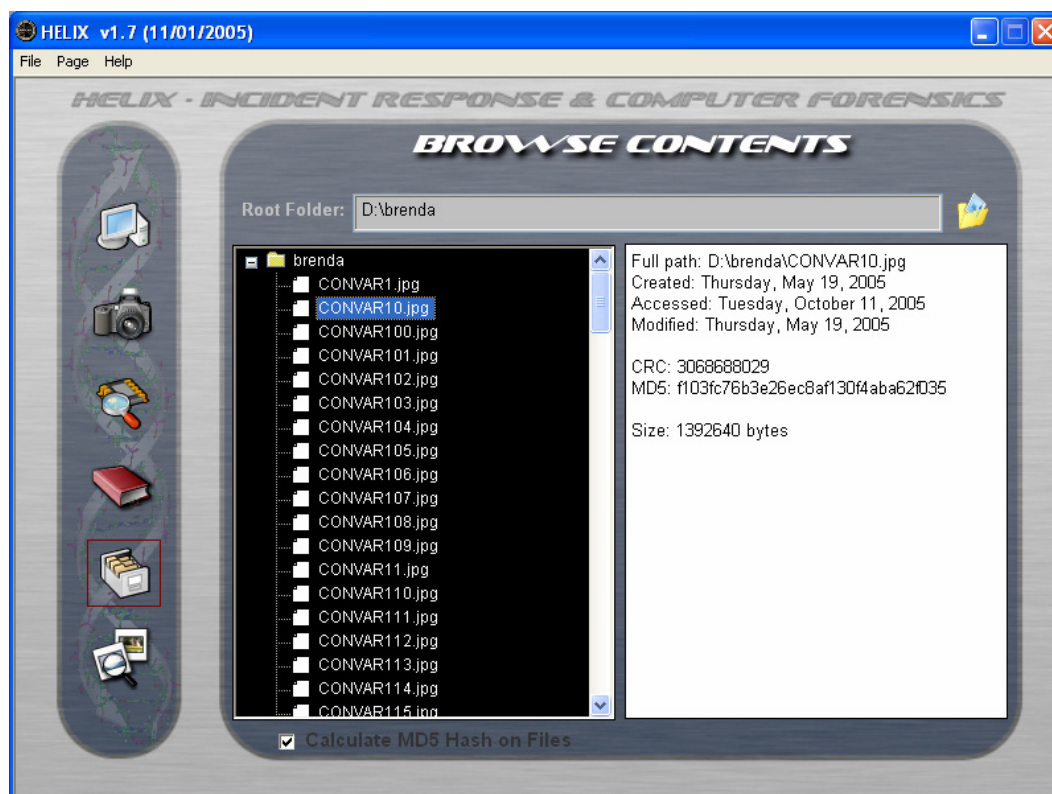 HELIX v1.7 (11/01/2005)
File Page Help
HELIX - INCIDENT RESPONSE & COMPUTER FORENSICS
BROWSE CONTENTS
Root Folder: D:\brenda
brenda
CONVAR1.jpg
CONVAR10.jpg
CONVAR100.jpg
CONVAR101.jpg
CONVAR102.jpg
CONVAR103.jpg
CONVAR104.jpg
CONVAR105.jpg
CONVAR106.jpg
CONVAR107.jpg
CONVAR108.jpg
CONVAR109.jpg
CONVAR11.jpg
CONVAR110.jpg
CONVAR111.jpg
CONVAR112.jpg
CONVAR113.jpg
CONVAR114.jpg
CONVAR115.jpg
Full path: D:\brenda\CONVAR10.jpg
Created: Thursday, May 19, 2005
Accessed: Tuesday, October 11, 2005
Modified: Thursday, May 19, 2005
CRC: 3068688029
MD5: f103fc76b3e26ec8af130f4aba62f035
Size: 1392640 bytes
Calculate MD5 Hash on Files